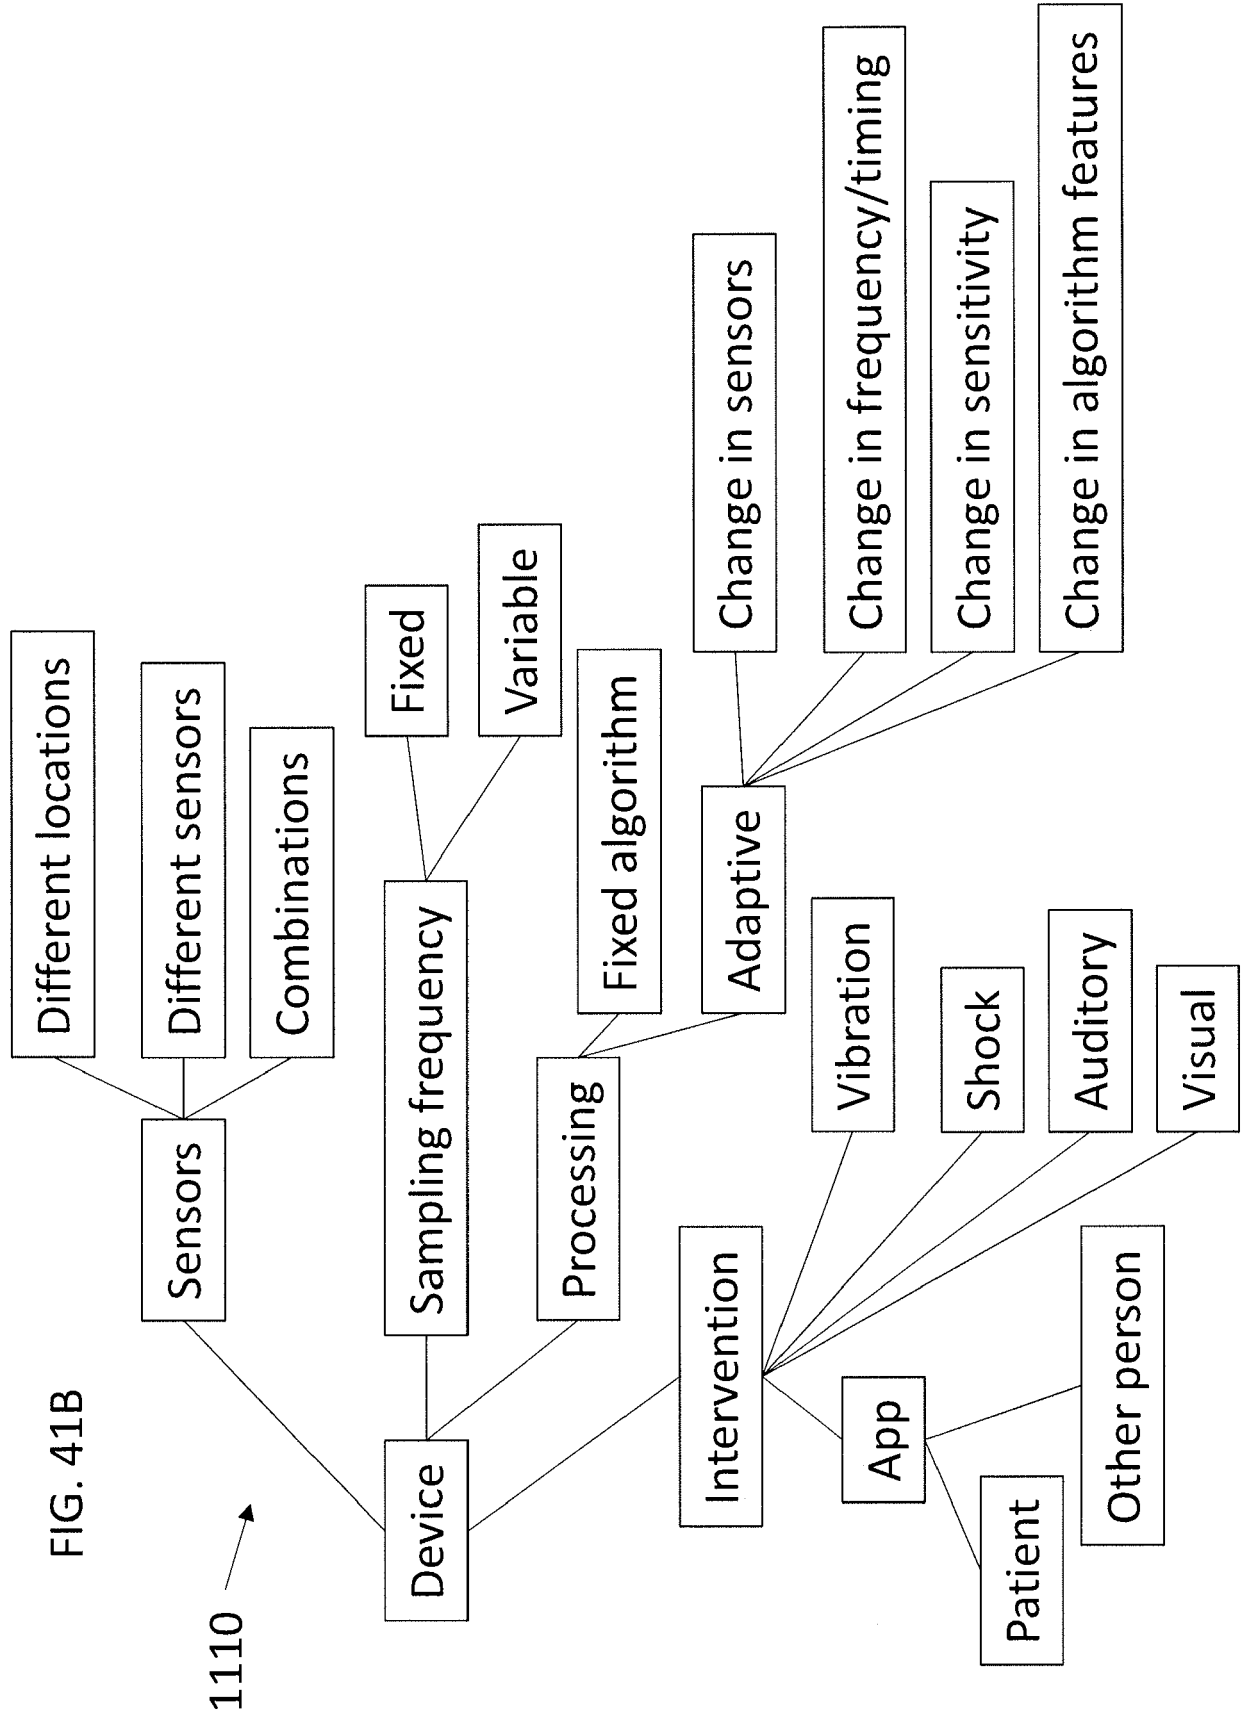 FIG. 41B
1110
Device
Sensors
Different locations
Different sensors
Combinations
Sampling frequency
Fixed
Variable
Processing
Fixed algorithm
Adaptive
Change in sensors
Change in frequency/timing
Change in sensitivity
Change in algorithm features
Intervention
Vibration
Shock
Auditory
Visual
App
Patient
Other person